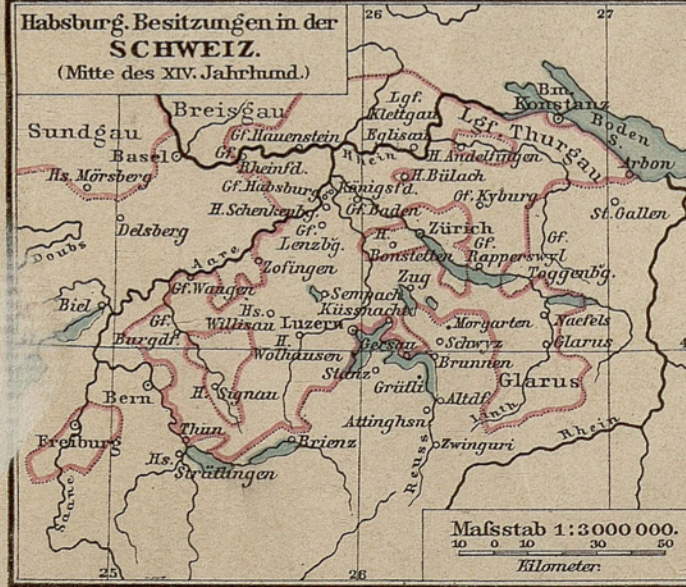 Habsburg. Besitzungen in der
SCHWEIZ.
(Mitte des XIV. Jahrhund.)
26
27
Breisgau
Sundgau
Lgf.
Klettgau
Bm.
Konstanz
Boden
S.
Gf. Hauenstein
Eglisau
Lgf. Thurgau
Basel
Gf.
Rheinfd.
Rhein
H. Andelfingen
Arbon
Hs. Mörsberg
Gf. Habsburg
Königsfd.
H. Bülach
Gf. Kyburg
H. Schenkenbg.
Gf. Baden
St. Gallen
Delsberg
Gf.
Lenzb'g.
Zürich
H.
Bonstetten
Gf.
Rapperswyl
Gf.
Toggenbg.
Doubs
Aare
Zofingen
Gf. Wangen
Zug
Biel
Sempach
Küssnacht
Hs.
Willisau
Luzern
Morgarten
Naefels
Gf.
Burgdf.
H.
Wolhausen
Gersau
Schwyz
Glarus
Brunnen
Stanz
Grütli
Glarus
Bern
H. Signau
Altdf.
Attinghsn
Linth
Rhein
Freiburg
Thun
Brienz
Zwinguri
Hs.
Strätlingen
Reuss
Saane
25
26
Maſsstab 1:3000000.
10 0 10 30 50
Kilometer.